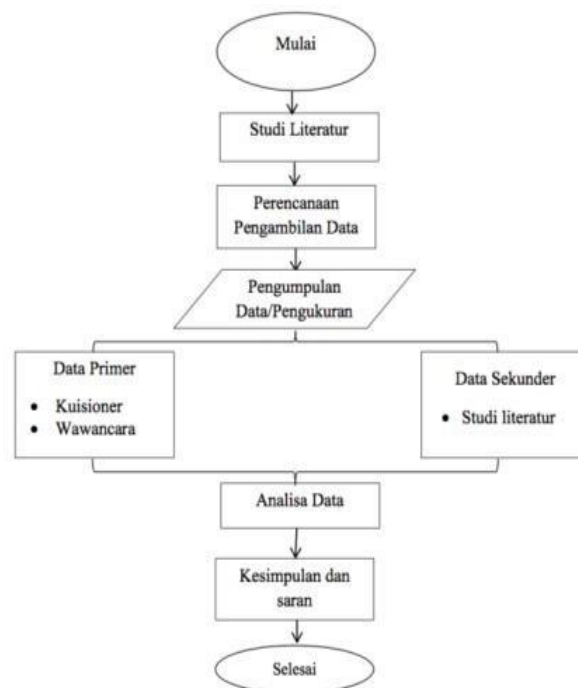 Mulai
Studi Literatur
Perencanaan
Pengambilan Data
Pengumpulan
Data/Pengukuran
Data Primer
• Kuisioner
• Wawancara
Data Sekunder
• Studi literatur
Analisa Data
Kesimpulan dan
saran
Selesai